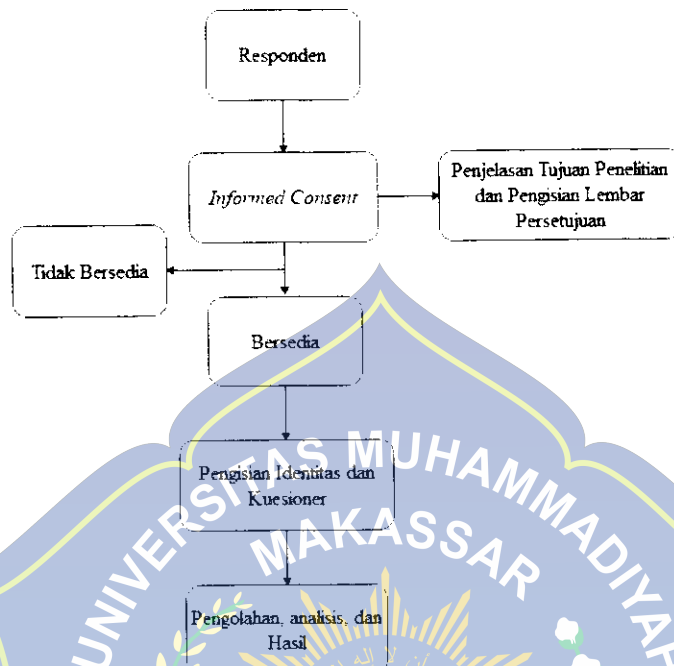 Responden
Informed Consent
Penjelasan Tujuan Penelitian
dan Pengisian Lembar
Persetujuan
Tidak Bersedia
Bersedia
Pengisian Identitas dan
Kuesioner
Pengolahan, analisis, dan
Hasil
UNIVERSITAS MUHAMMADIYAH
MAKASSAR